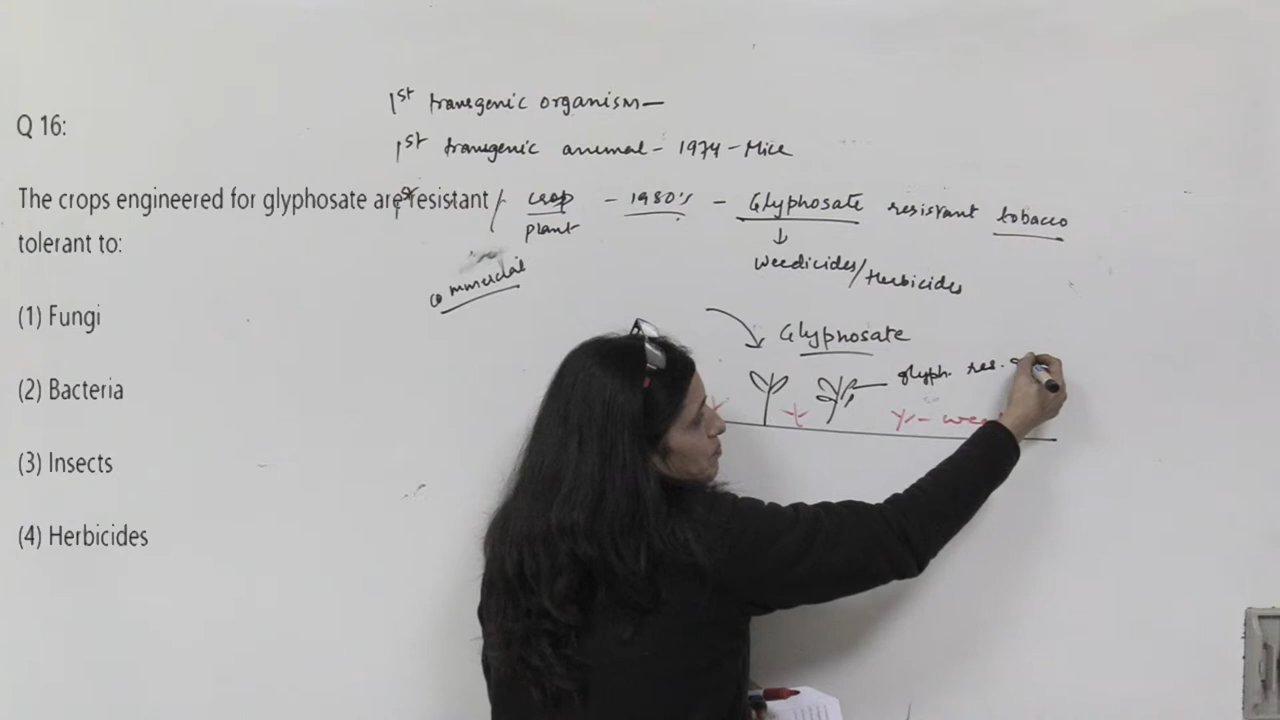 1st transgenic organism—
Q 16:
1st transgenic animal - 1974 - Mice
The crops engineered for glyphosate are resistant /
1st crop - 1980's - Glyphosate resistant tobacco
plant
tolerant to:
commercial
Weedicides/Herbicides
(1) Fungi
Glyphosate
glyph. res.
(2) Bacteria
(3) Insects
(4) Herbicides